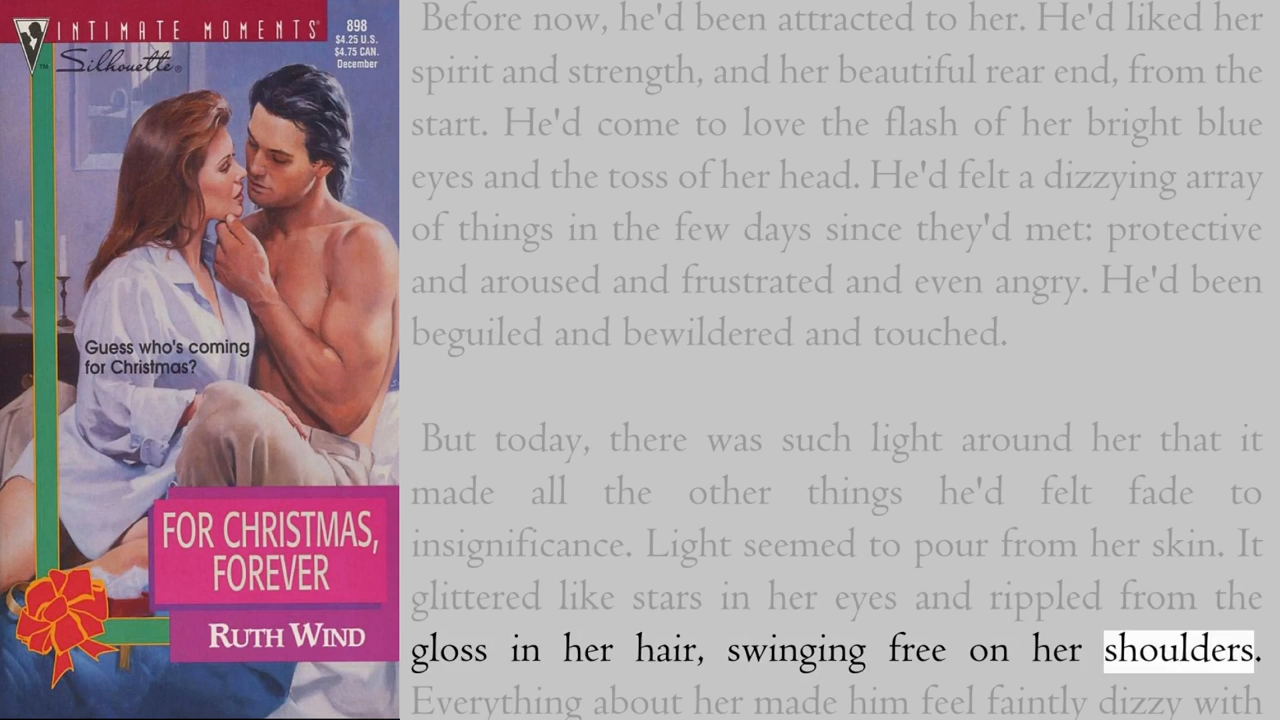 INTIMATE MOMENTS®
Silhouette®
TM
898
$4.25 U.S.
$4.75 CAN.
December
Guess who's coming
for Christmas?
FOR CHRISTMAS,
FOREVER
RUTH WIND
Before now, he'd been attracted to her. He'd liked her
spirit and strength, and her beautiful rear end, from the
start. He'd come to love the flash of her bright blue
eyes and the toss of her head. He'd felt a dizzying array
of things in the few days since they'd met: protective
and aroused and frustrated and even angry. He'd been
beguiled and bewildered and touched.
But today, there was such light around her that it
made all the other things he'd felt fade to
insignificance. Light seemed to pour from her skin. It
glittered like stars in her eyes and rippled from the
gloss in her hair, swinging free on her shoulders.
Everything about her made him feel faintly dizzy with